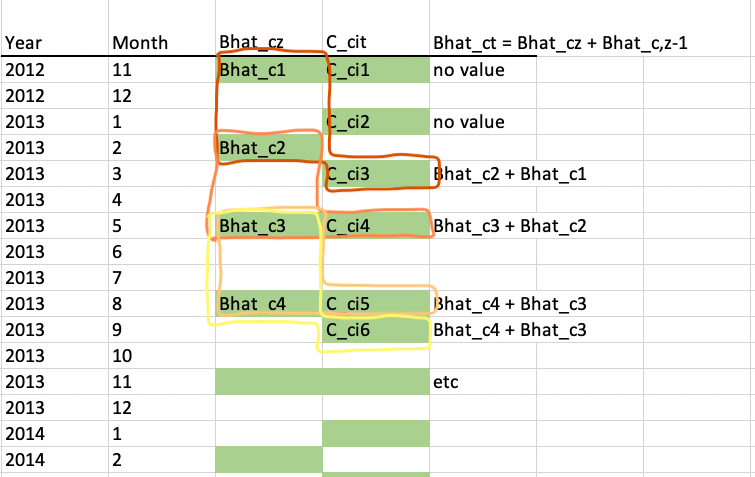 Year Month Bhat_cz C_cit Bhat_ct = Bhat_cz + Bhat_c,z-1
2012 11 Bhat_c1 C_ci1 no value
2012 12
2013 1 C_ci2 no value
2013 2 Bhat_c2
2013 3 C_ci3 Bhat_c2 + Bhat_c1
2013 4
2013 5 Bhat_c3 C_ci4 Bhat_c3 + Bhat_c2
2013 6
2013 7
2013 8 Bhat_c4 C_ci5 Bhat_c4 + Bhat_c3
2013 9 C_ci6 Bhat_c4 + Bhat_c3
2013 10
2013 11 etc
2013 12
2014 1
2014 2